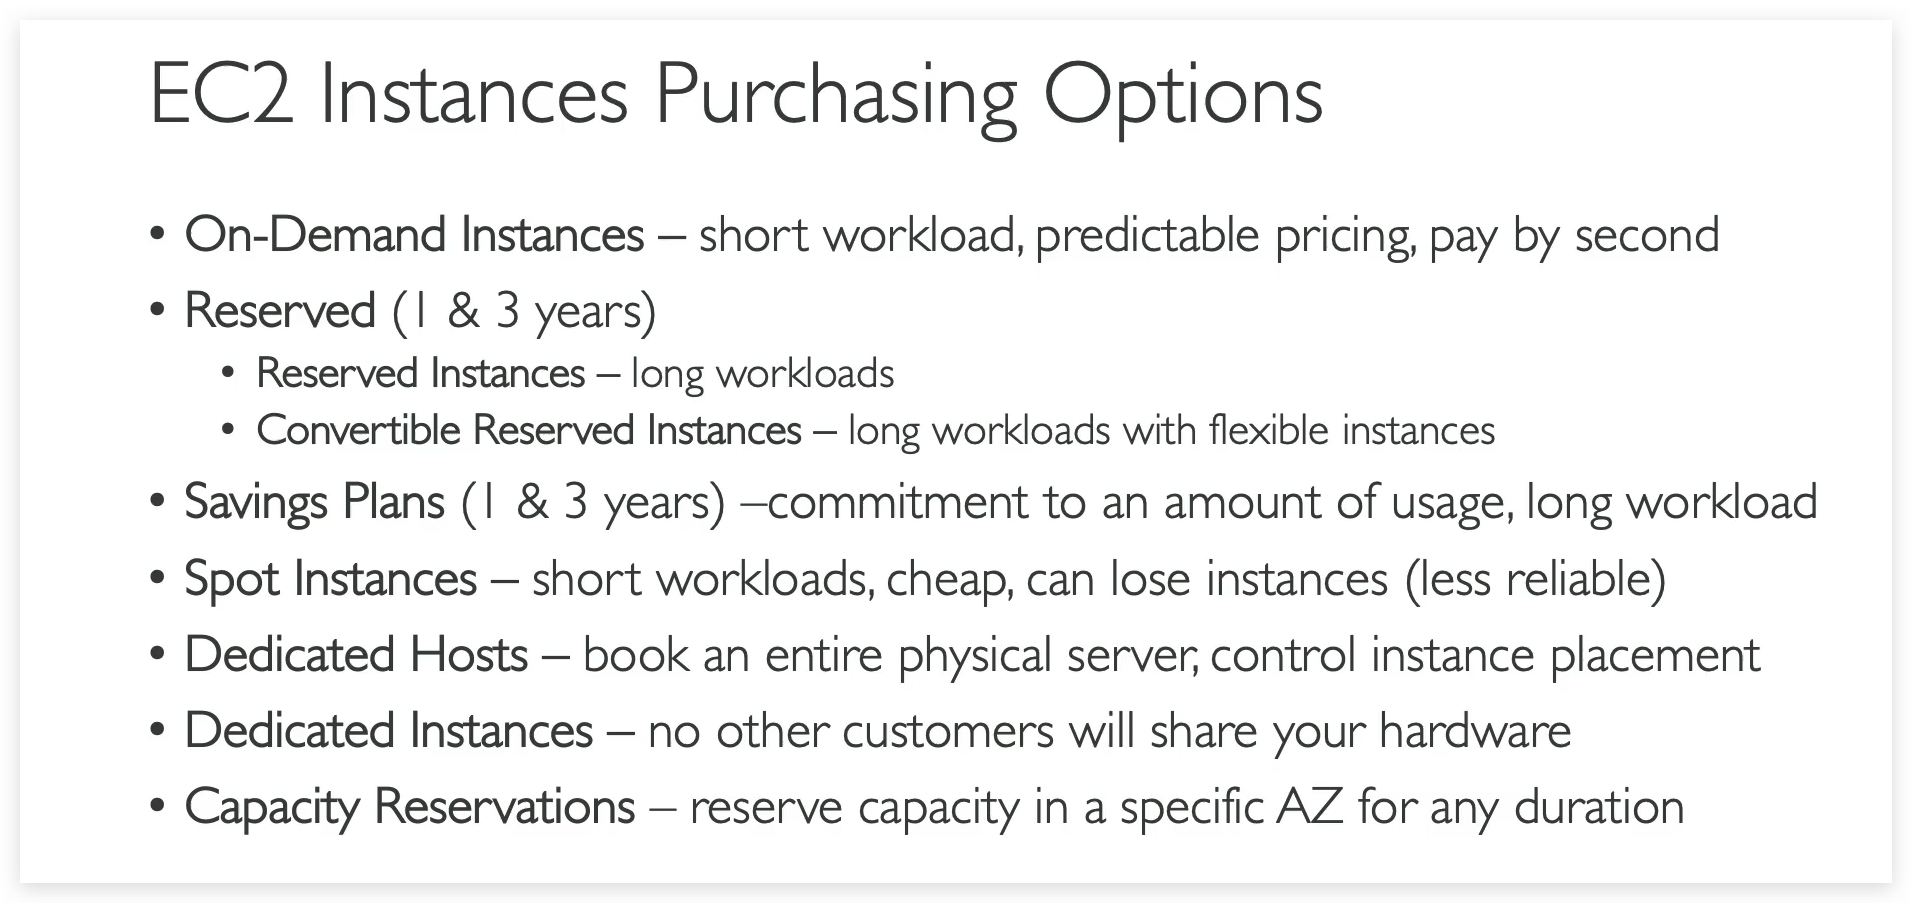 EC2 Instances Purchasing Options
• On-Demand Instances – short workload, predictable pricing, pay by second
• Reserved (1 & 3 years)
• Reserved Instances – long workloads
• Convertible Reserved Instances – long workloads with flexible instances
• Savings Plans (1 & 3 years) –commitment to an amount of usage, long workload
• Spot Instances – short workloads, cheap, can lose instances (less reliable)
• Dedicated Hosts – book an entire physical server, control instance placement
• Dedicated Instances – no other customers will share your hardware
• Capacity Reservations – reserve capacity in a specific AZ for any duration